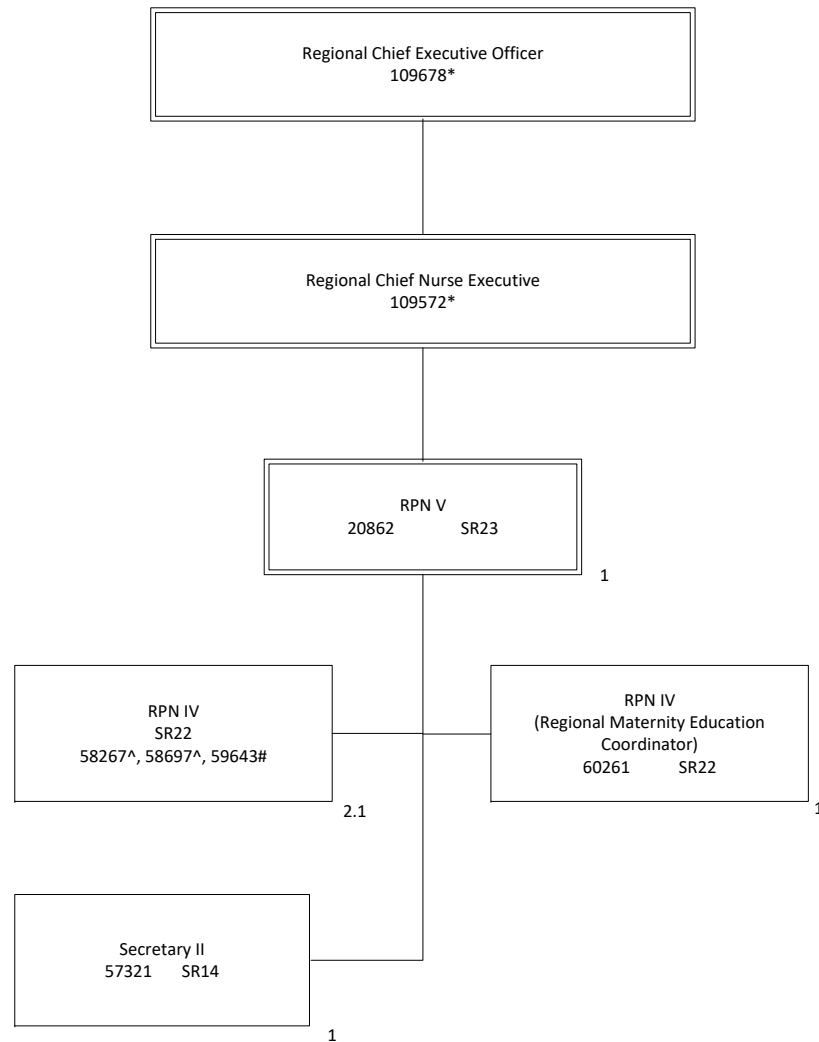 Regional Chief Executive Officer
109678*
Regional Chief Nurse Executive
109572*
RPN V
20862 SR23
1
RPN IV
SR22
58267^, 58697^, 59643#
2.1
RPN IV
(Regional Maternity Education
Coordinator)
60261 SR22
1
Secretary II
57321 SR14
1